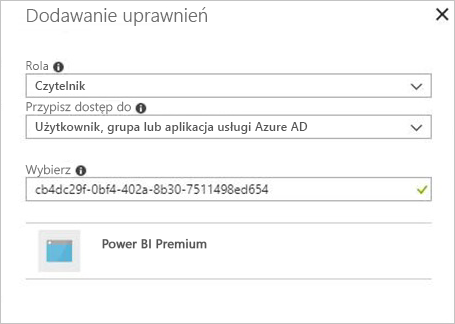 Dodawanie uprawnień
Rola
Czytelnik
Przypisz dostęp do
Użytkownik, grupa lub aplikacja usługi Azure AD
Wybierz
cb4dc29f-0bf4-402a-8b30-7511498ed654
Power BI Premium